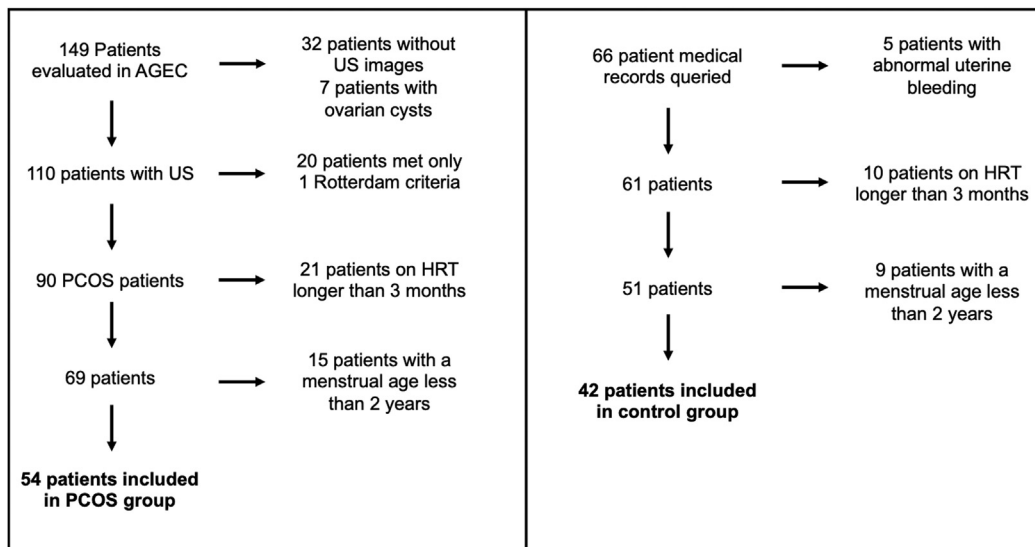 149 Patients
evaluated in AGEC
32 patients without
US images
7 patients with
ovarian cysts
110 patients with US
20 patients met only
1 Rotterdam criteria
90 PCOS patients
21 patients on HRT
longer than 3 months
69 patients
15 patients with a
menstrual age less
than 2 years
54 patients included
in PCOS group
66 patient medical
records queried
5 patients with
abnormal uterine
bleeding
61 patients
10 patients on HRT
longer than 3 months
51 patients
9 patients with a
menstrual age less
than 2 years
42 patients included
in control group